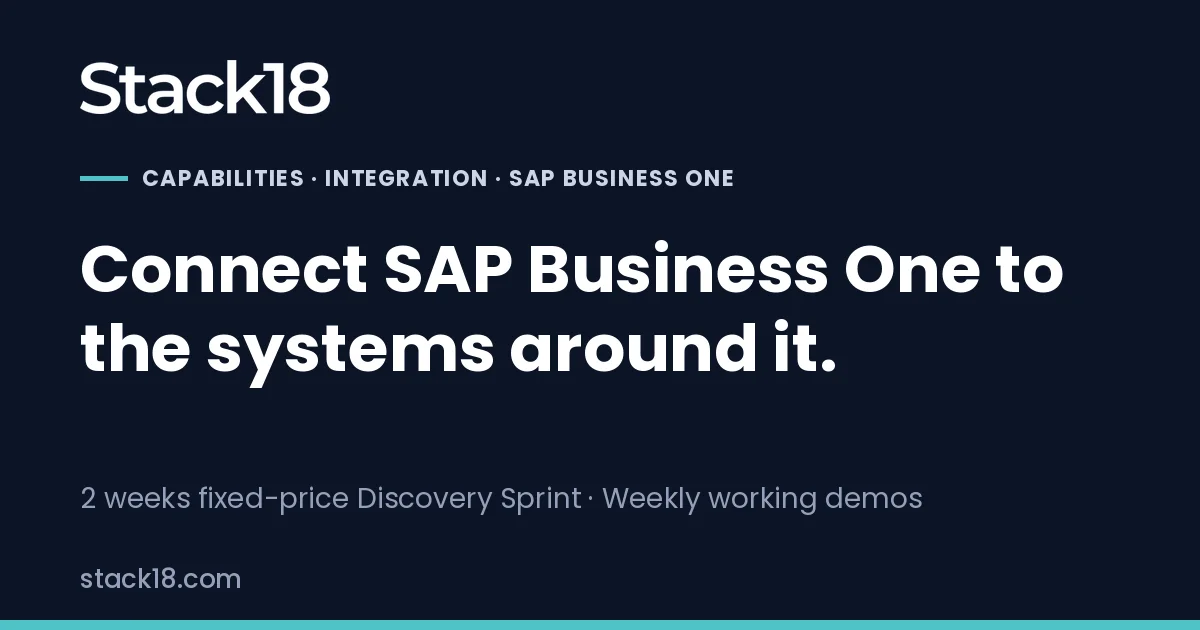 Stack18
CAPABILITIES · INTEGRATION · SAP BUSINESS ONE
Connect SAP Business One to
the systems around it.
2 weeks fixed-price Discovery Sprint · Weekly working demos
stack18.com